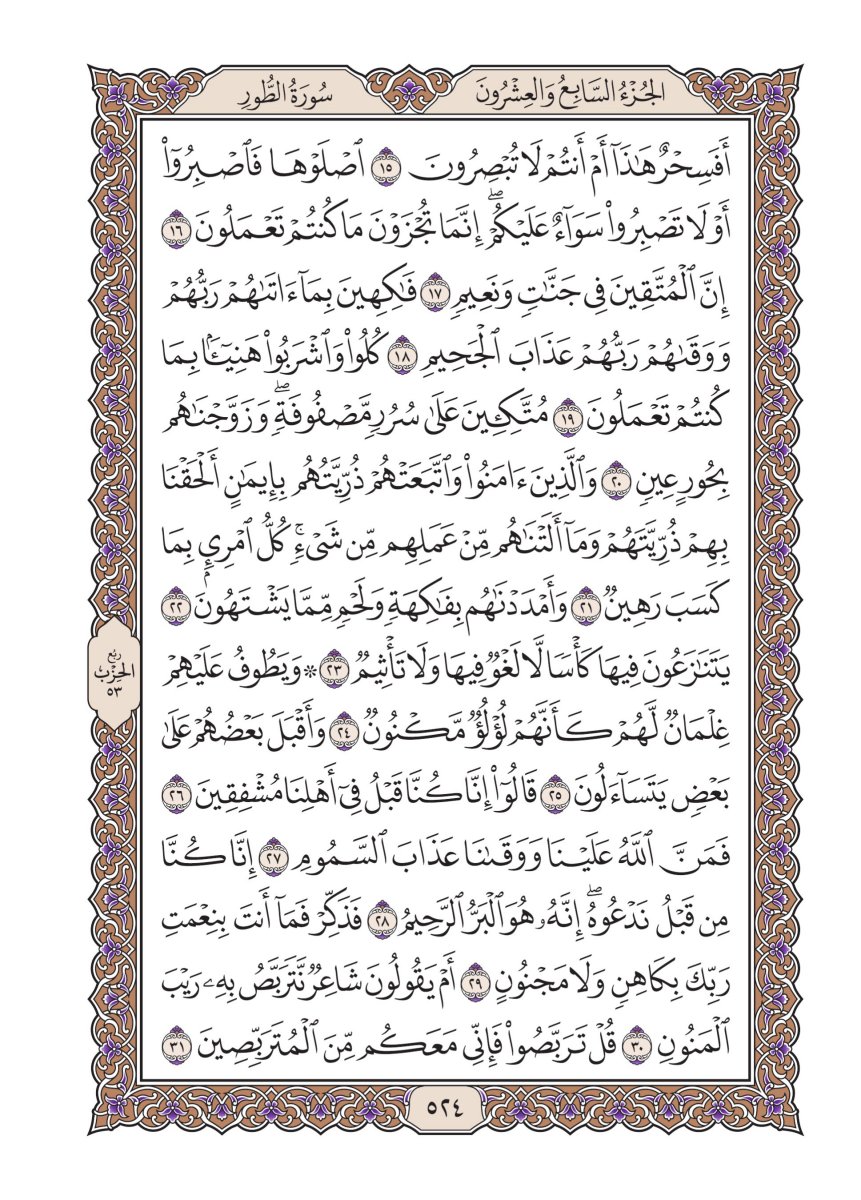 الجُزْءُ السَّابِعُ وَالعِشْرُونَ
سُورَةُ الطُّورِ
أَفَسِحْرٌ هَٰذَآ أَمْ أَنتُمْ لَا تُبْصِرُونَ ١٥ ٱصْلَوْهَا فَٱصْبِرُوٓا۟
أَوْ لَا تَصْبِرُوا۟ سَوَآءٌ عَلَيْكُمْ ۖ إِنَّمَا تُجْزَوْنَ مَا كُنتُمْ تَعْمَلُونَ ١٦
إِنَّ ٱلْمُتَّقِينَ فِى جَنَّٰتٍ وَنَعِيمٍ ١٧ فَٰكِهِينَ بِمَآ ءَاتَىٰهُمْ رَبُّهُمْ
وَوَقَىٰهُمْ رَبُّهُمْ عَذَابَ ٱلْجَحِيمِ ١٨ كُلُوا۟ وَٱشْرَبُوا۟ هَنِيٓـًٔۢا بِمَا
كُنتُمْ تَعْمَلُونَ ١٩ مُتَّكِـِٔينَ عَلَىٰ سُرُرٍ مَّصْفُوفَةٍ ۖ وَزَوَّجْنَٰهُم
بِحُورٍ عِينٍ ٢٠ وَٱلَّذِينَ ءَامَنُوا۟ وَٱتَّبَعَتْهُمْ ذُرِّيَّتُهُم بِإِيمَٰنٍ أَلْحَقْنَا
بِهِمْ ذُرِّيَّتَهُمْ وَمَآ أَلَتْنَٰهُم مِّنْ عَمَلِهِم مِّن شَىْءٍ ۚ كُلُّ ٱمْرِئٍۭ بِمَا
كَسَبَ رَهِينٌ ٢١ وَأَمْدَدْنَٰهُم بِفَٰكِهَةٍ وَلَحْمٍ مِّمَّا يَشْتَهُونَ ٢٢
يَتَنَٰزَعُونَ فِيهَا كَأْسًا لَّا لَغْوٌ فِيهَا وَلَا تَأْثِيمٌ ٢٣ ۞ وَيَطُوفُ عَلَيْهِمْ
غِلْمَانٌ لَّهُمْ كَأَنَّهُمْ لُؤْلُؤٌ مَّكْنُونٌ ٢٤ وَأَقْبَلَ بَعْضُهُمْ عَلَىٰ
بَعْضٍ يَتَسَآءَلُونَ ٢٥ قَالُوٓا۟ إِنَّا كُنَّا قَبْلُ فِىٓ أَهْلِنَا مُشْفِقِينَ ٢٦
فَمَنَّ ٱللَّهُ عَلَيْنَا وَوَقَىٰنَا عَذَابَ ٱلسَّمُومِ ٢٧ إِنَّا كُنَّا
مِن قَبْلُ نَدْعُوهُ ۖ إِنَّهُۥ هُوَ ٱلْبَرُّ ٱلرَّحِيمُ ٢٨ فَذَكِّرْ فَمَآ أَنتَ بِنِعْمَتِ
رَبِّكَ بِكَاهِنٍ وَلَا مَجْنُونٍ ٢٩ أَمْ يَقُولُونَ شَاعِرٌ نَّتَرَبَّصُ بِهِۦ رَيْبَ
ٱلْمَنُونِ ٣٠ قُلْ تَرَبَّصُوا۟ فَإِنِّى مَعَكُم مِّنَ ٱلْمُتَرَبِّصِينَ ٣١
رُبْع
الحِزْبِ
٥٣
٥٢٤